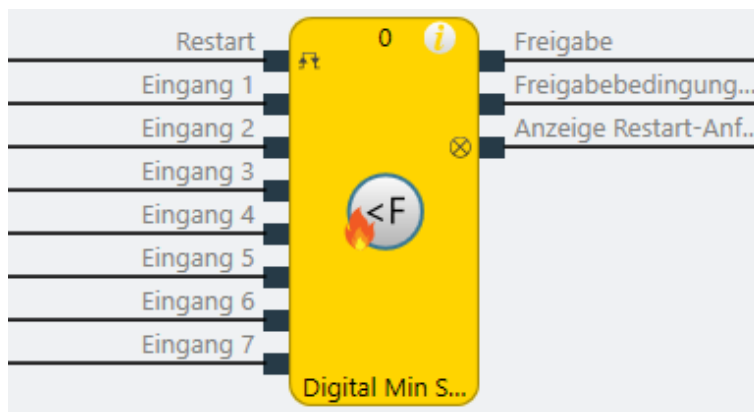 Restart
Eingang 1
Eingang 2
Eingang 3
Eingang 4
Eingang 5
Eingang 6
Eingang 7
0
i
<F
Digital Min S...
Freigabe
Freigabebedingung...
Anzeige Restart-Anf...